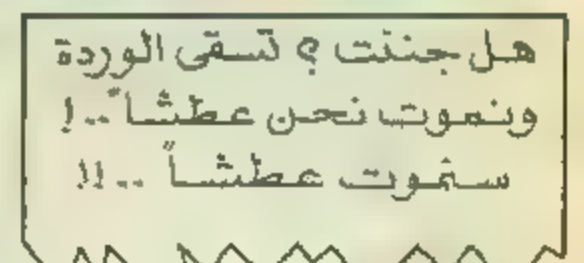 هل جننت ؟ تسقى الوردة
ونموت نحن عطشاً ..!
سنموت عطشاً ..!!